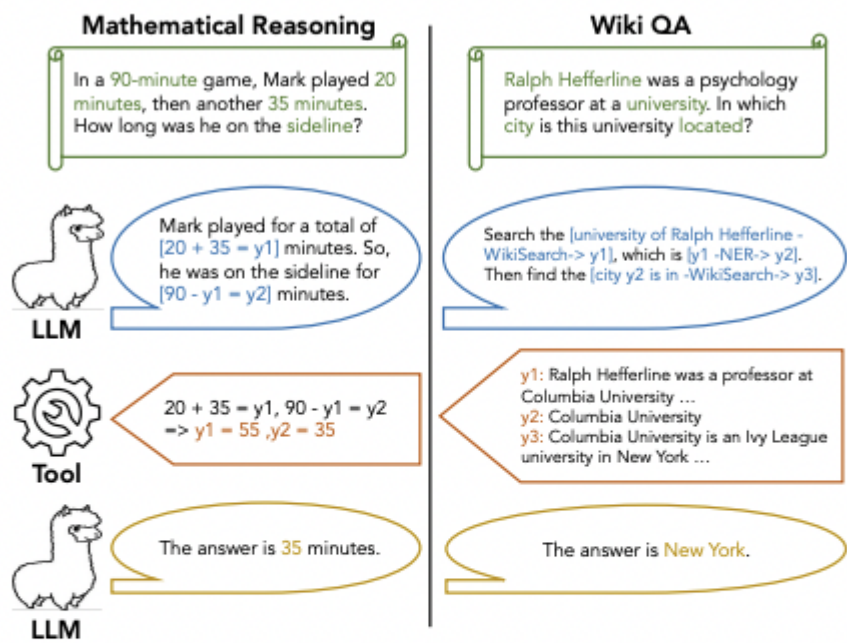 Mathematical Reasoning
In a 90-minute game, Mark played 20
minutes, then another 35 minutes.
How long was he on the sideline?
Mark played for a total of
[20 + 35 = y1] minutes. So,
he was on the sideline for
[90 - y1 = y2] minutes.
LLM
20 + 35 = y1, 90 - y1 = y2
=> y1 = 55 ,y2 = 35
Tool
The answer is 35 minutes.
LLM
Wiki QA
Ralph Hefferline was a psychology
professor at a university. In which
city is this university located?
Search the [university of Ralph Hefferline -
WikiSearch-> y1], which is [y1 -NER-> y2].
Then find the [city y2 is in -WikiSearch-> y3].
y1: Ralph Hefferline was a professor at
Columbia University ...
y2: Columbia University
y3: Columbia University is an Ivy League
university in New York ...
The answer is New York.